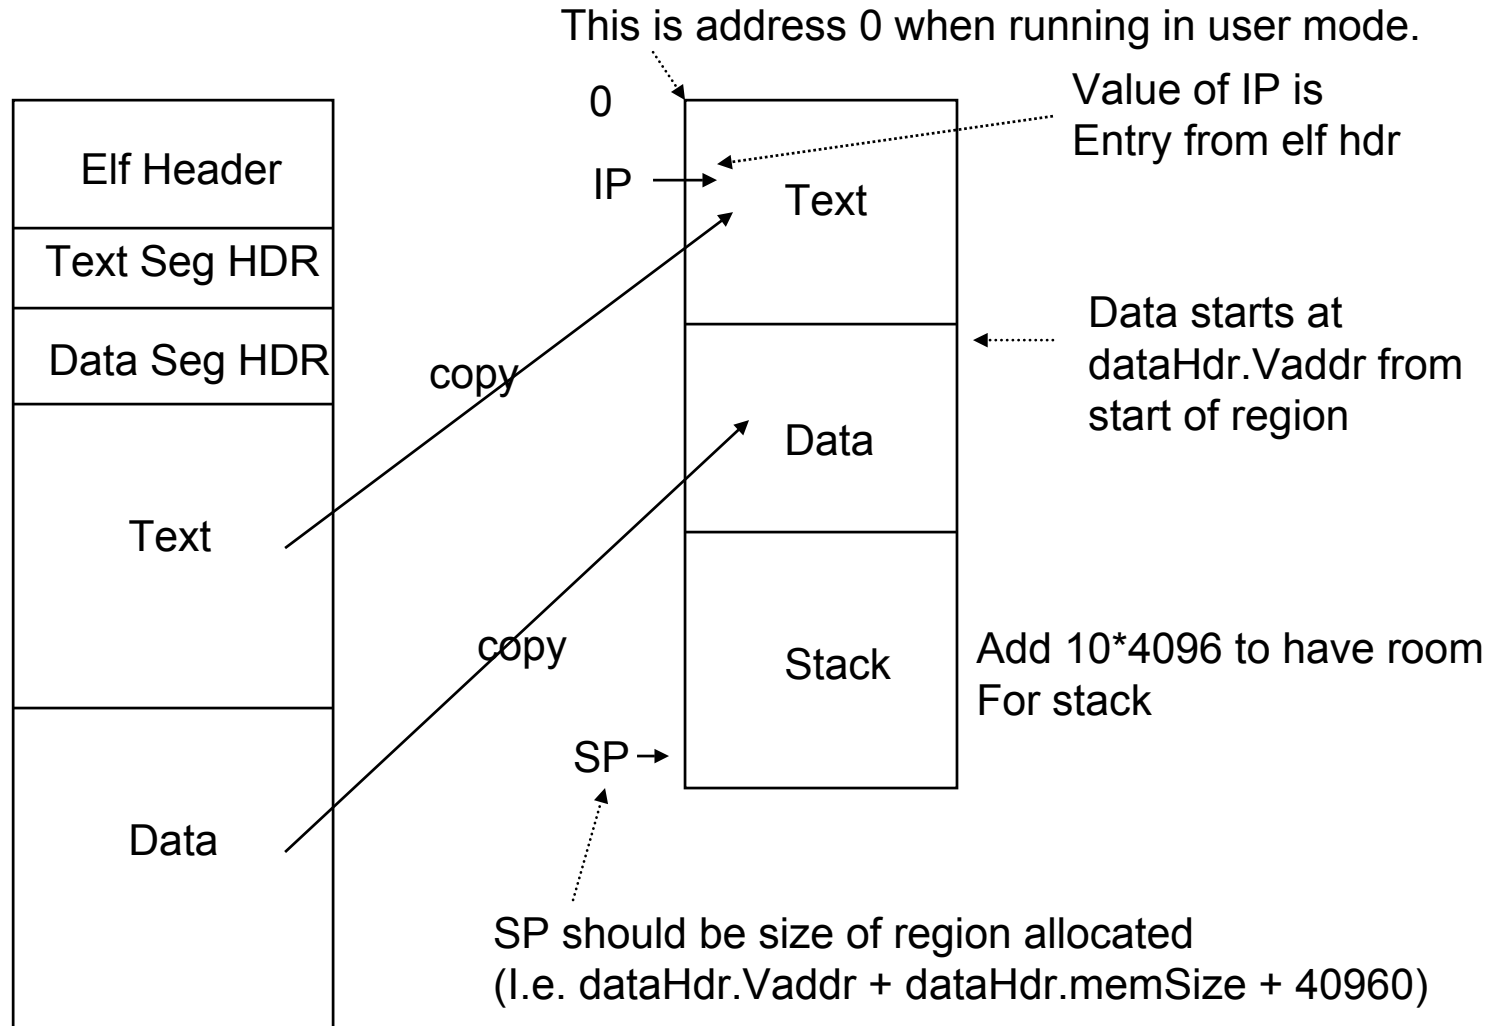 This is address 0 when running in user mode.
0
Value of IP is
Entry from elf hdr
Elf Header
IP
Text
Text Seg HDR
Data starts at
dataHdr.Vaddr from
start of region
Data Seg HDR
copy
Data
Text
copy
Stack
Add 10*4096 to have room
For stack
SP
Data
SP should be size of region allocated
(I.e. dataHdr.Vaddr + dataHdr.memSize + 40960)